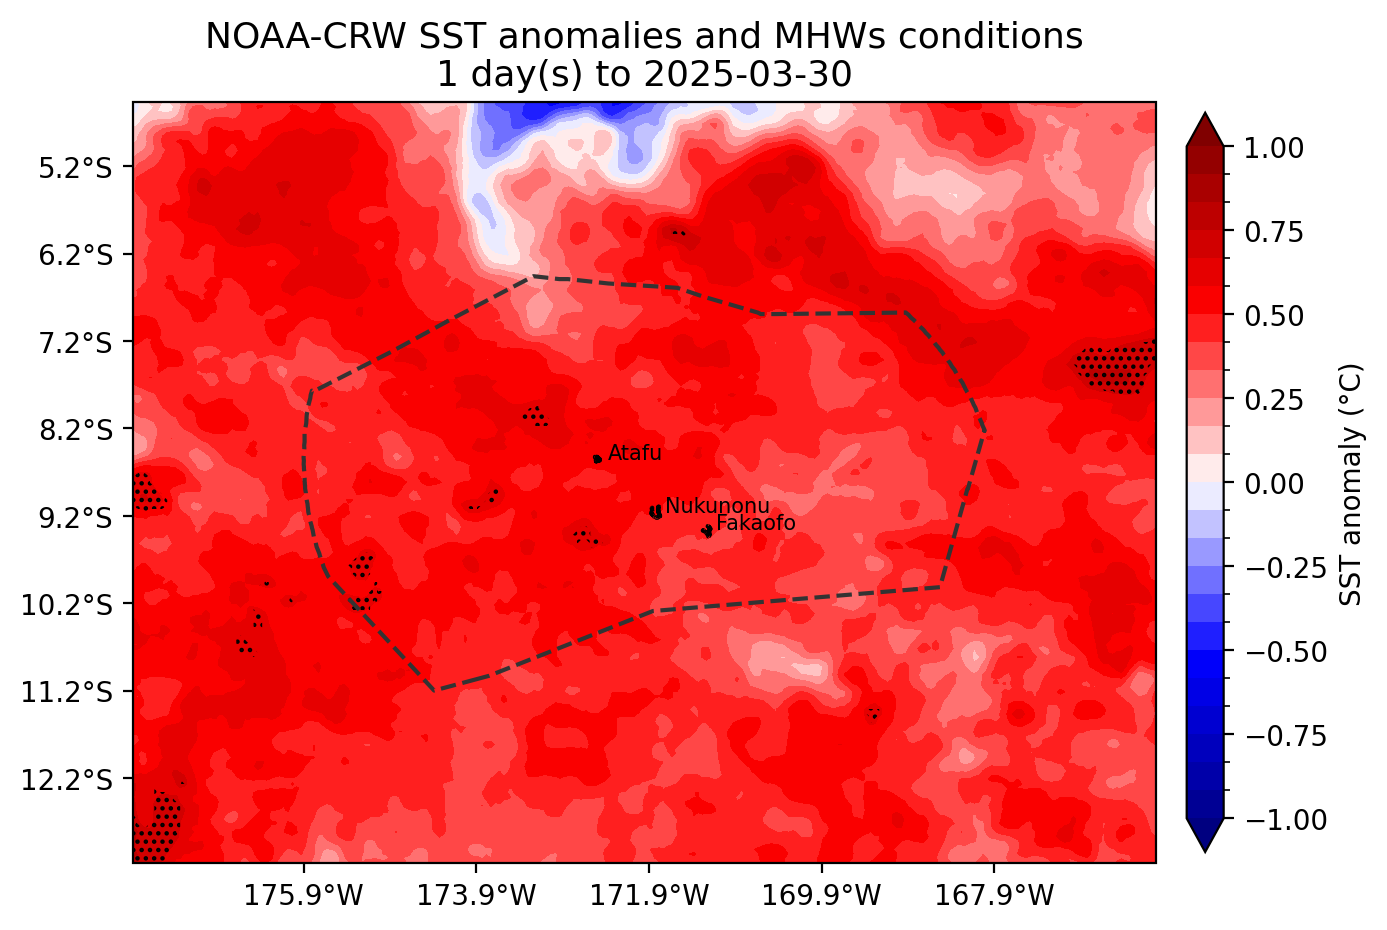 NOAA-CRW SST anomalies and MHWs conditions
1 day(s) to 2025-03-30
5.2°S
6.2°S
7.2°S
8.2°S
9.2°S
10.2°S
11.2°S
12.2°S
Atafu
Nukunonu
Fakaofo
175.9°W
173.9°W
171.9°W
169.9°W
167.9°W
1.00
0.75
0.50
0.25
0.00
−0.25
−0.50
−0.75
−1.00
SST anomaly (°C)